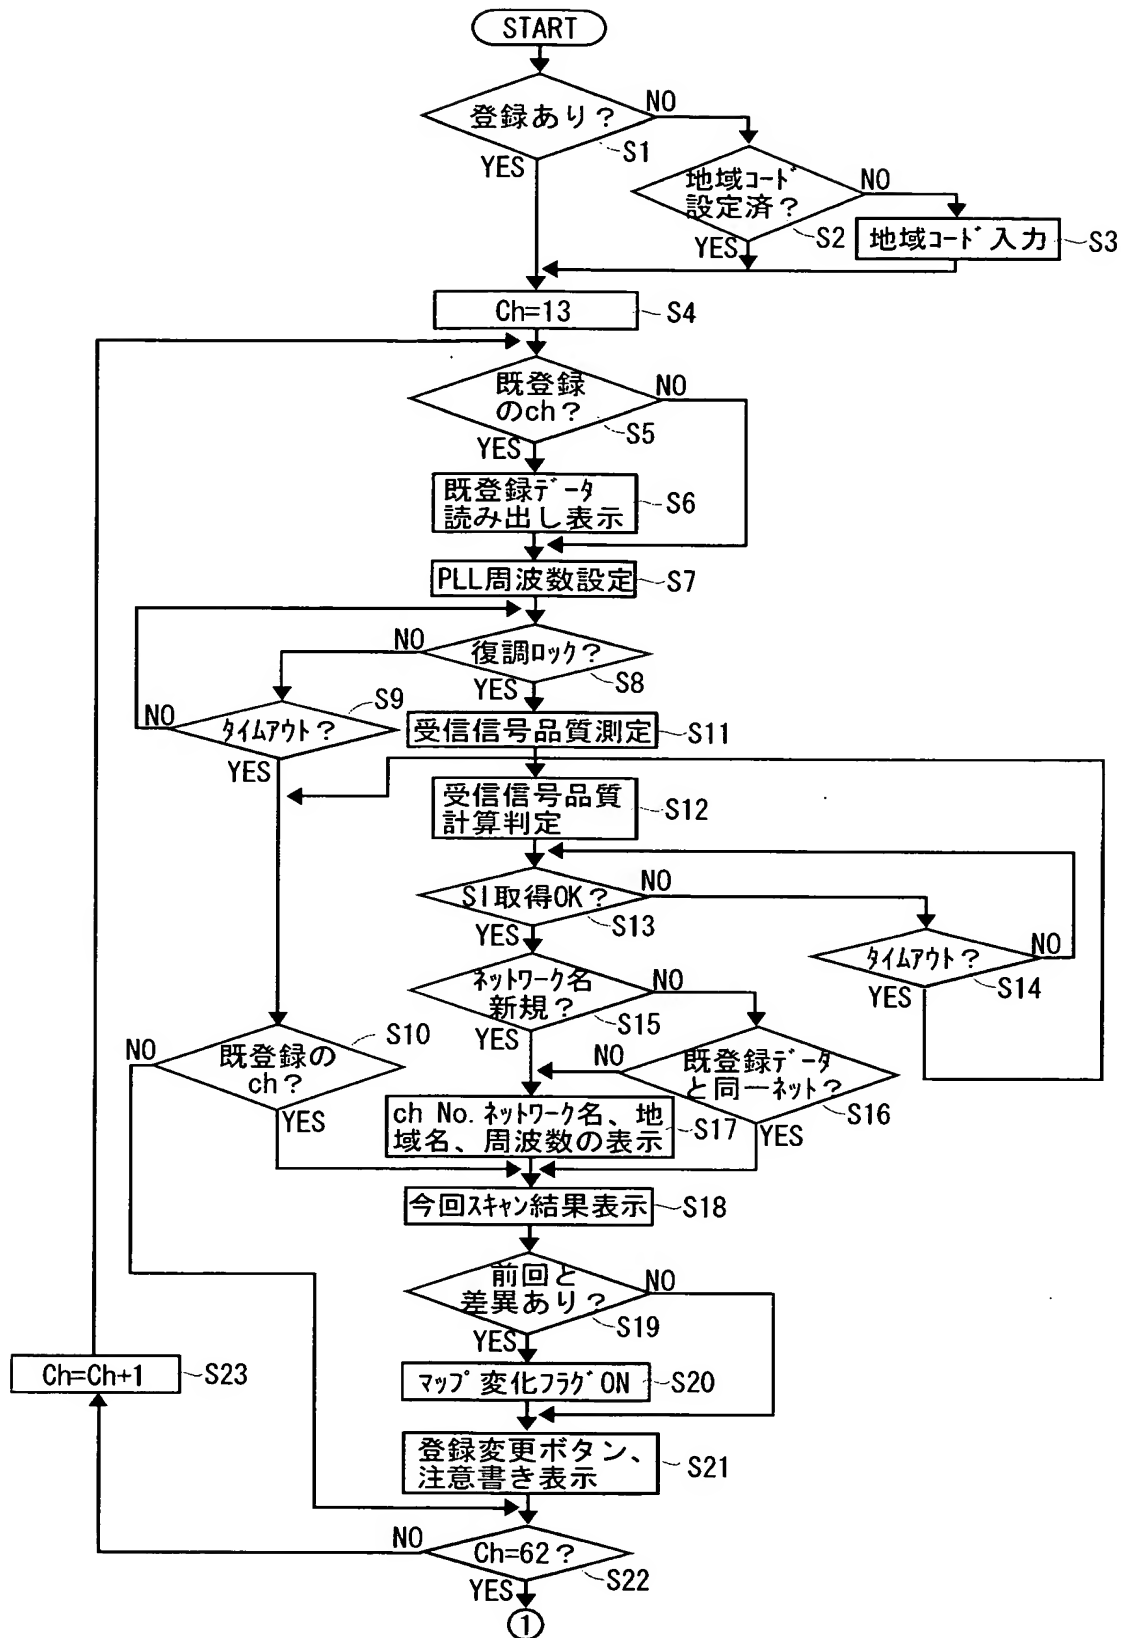 START
登録あり?
NO
S1
YES
地域コード
設定済?
NO
S2
YES
地域コード入力
S3
Ch=13
S4
既登録
のch?
NO
S5
YES
既登録データ
読み出し表示
S6
PLL周波数設定
S7
復調ロック?
NO
S8
YES
S9
タイムアウト?
NO
YES
受信信号品質測定
S11
受信信号品質
計算判定
S12
SI取得OK?
NO
S13
YES
タイムアウト?
NO
S14
YES
ネットワーク名
新規?
NO
S15
YES
S10
既登録の
ch?
NO
YES
既登録データ
と同一ネット?
NO
S16
YES
ch No.ネットワーク名、地
域名、周波数の表示
S17
今回スキャン結果表示
S18
前回と
差異あり?
NO
S19
YES
マップ変化フラグON
S20
Ch=Ch+1
S23
登録変更ボタン、
注意書き表示
S21
Ch=62?
NO
S22
YES
1